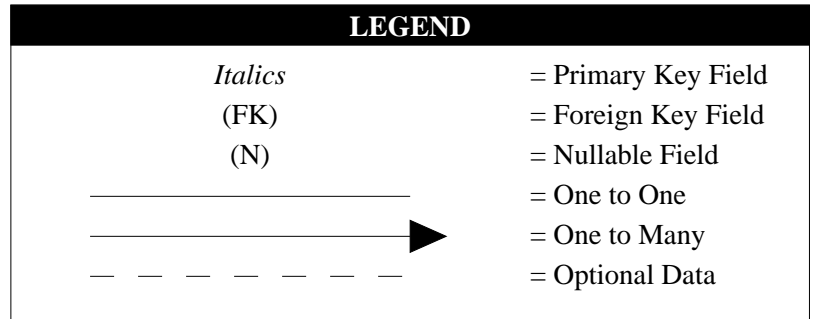 LEGEND
Italics = Primary Key Field
(FK) = Foreign Key Field
(N) = Nullable Field
= One to One
= One to Many
= Optional Data